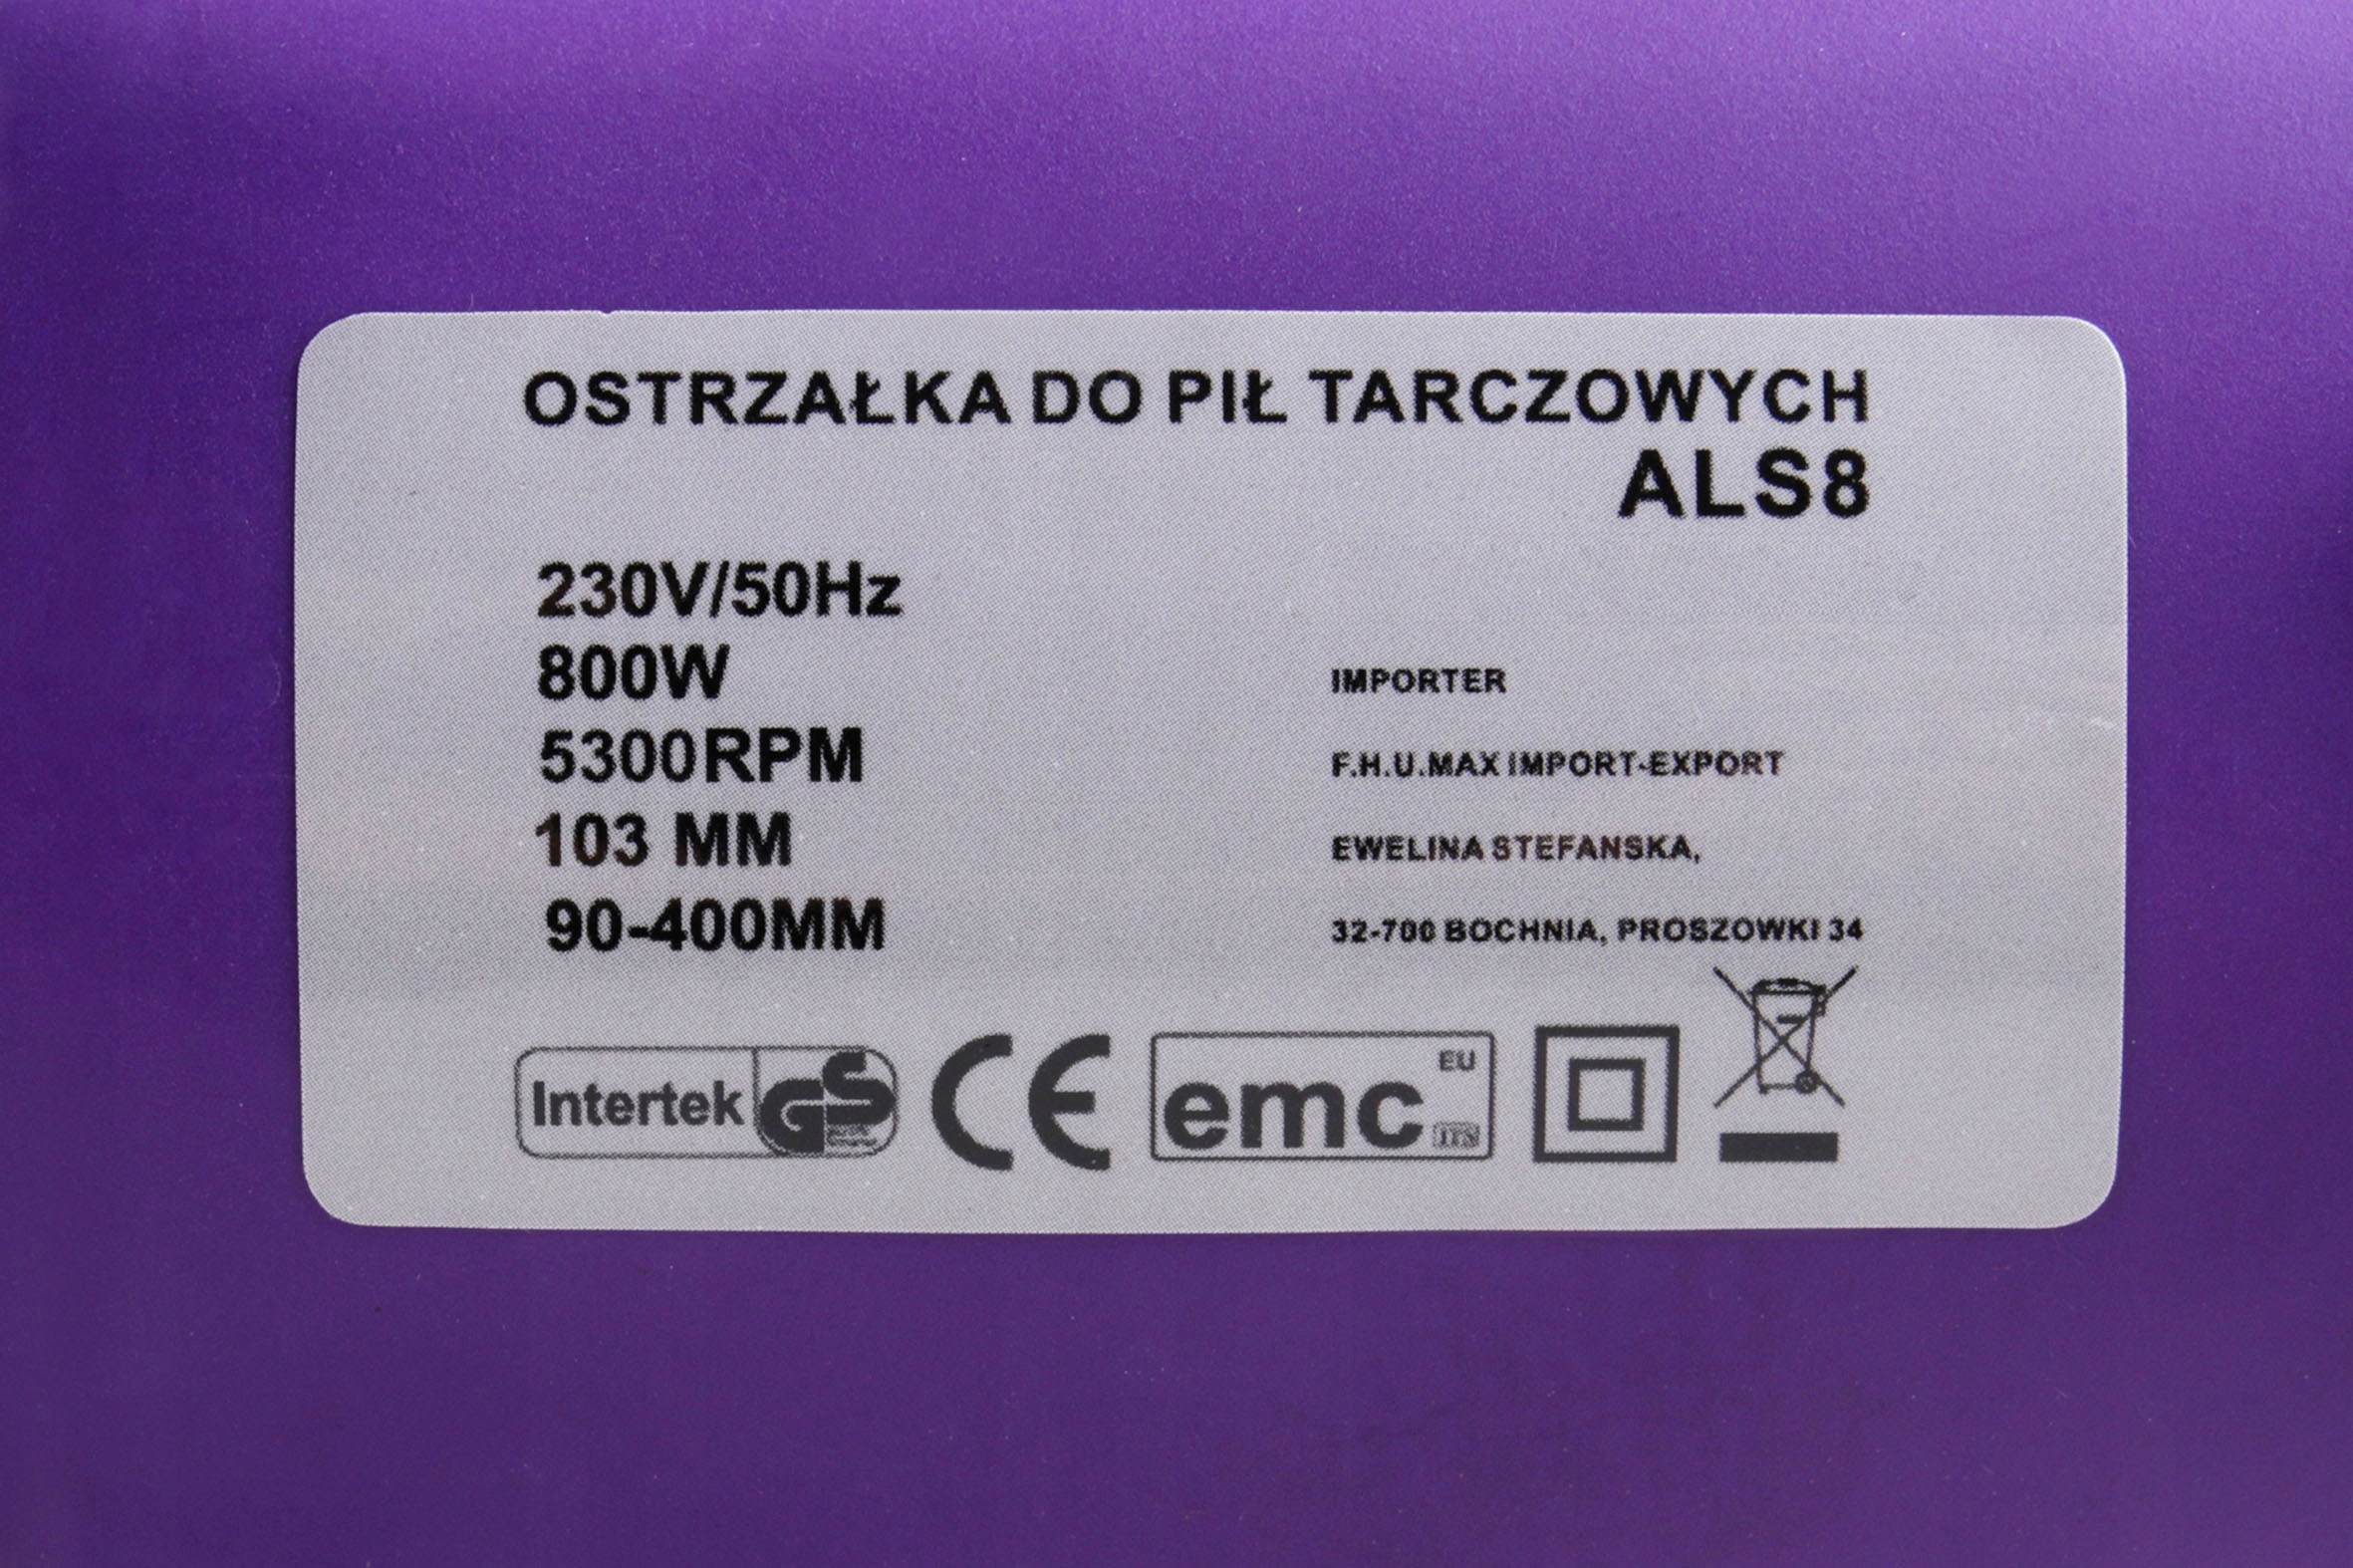 OSTRZAŁKA DO PIŁ TARCZOWYCH
ALS8
230V/50Hz
800W
5300RPM
103 MM
90-400MM
IMPORTER
F.H.U.MAX IMPORT-EXPORT
EWELINA STEFANSKA,
32-700 BOCHNIA, PROSZOWKI 34
Intertek GS
CE
emc EU